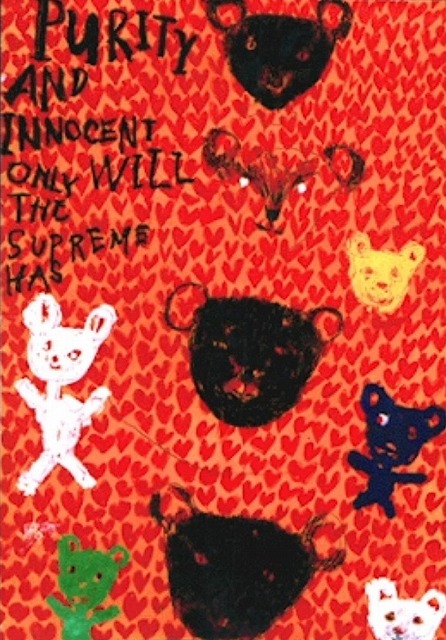 PURITY
AND
INNOCENT
ONLY WILL
THE
SUPREME
HAS